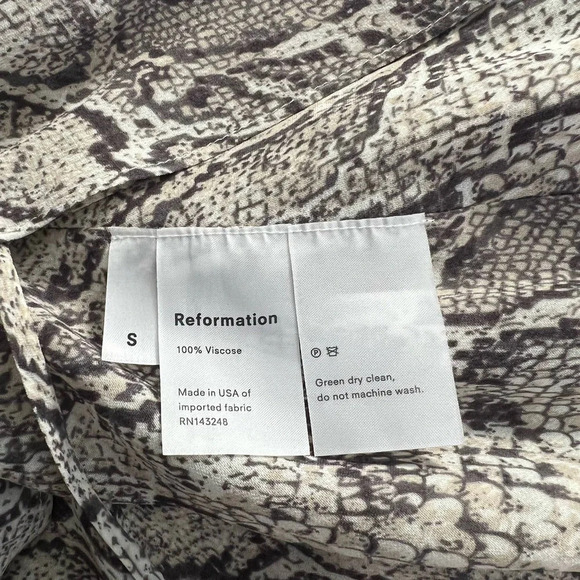 S
Reformation
100% Viscose
Made in USA of
imported fabric
RN143248
P
Green dry clean,
do not machine wash.